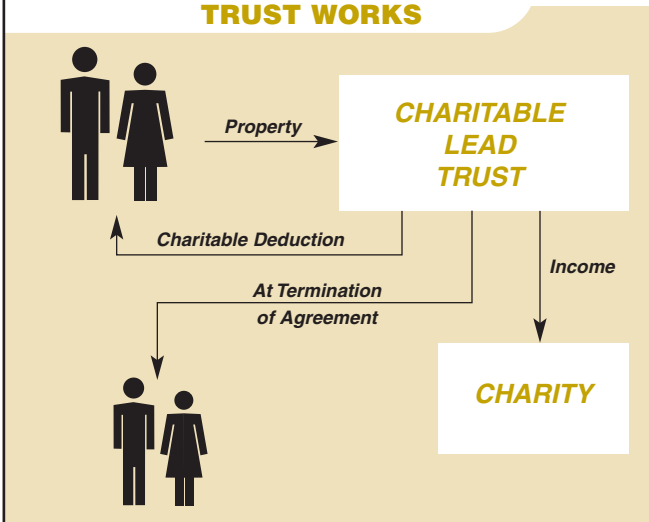 TRUST WORKS
Property
CHARITABLE
LEAD
TRUST
Charitable Deduction
Income
At Termination
of Agreement
CHARITY